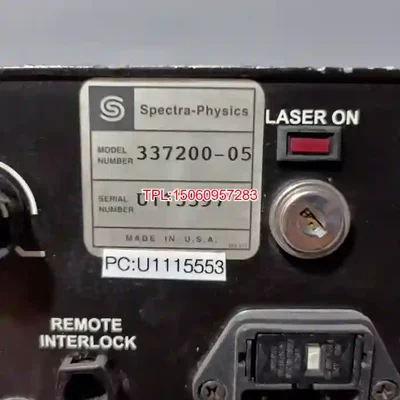 Spectra-Physics
LASER ON
MODEL NUMBER 337200-05
TPL:15060957283
SERIAL NUMBER
MADE IN U.S.A.
PC:U1115553
REMOTE
INTERLOCK